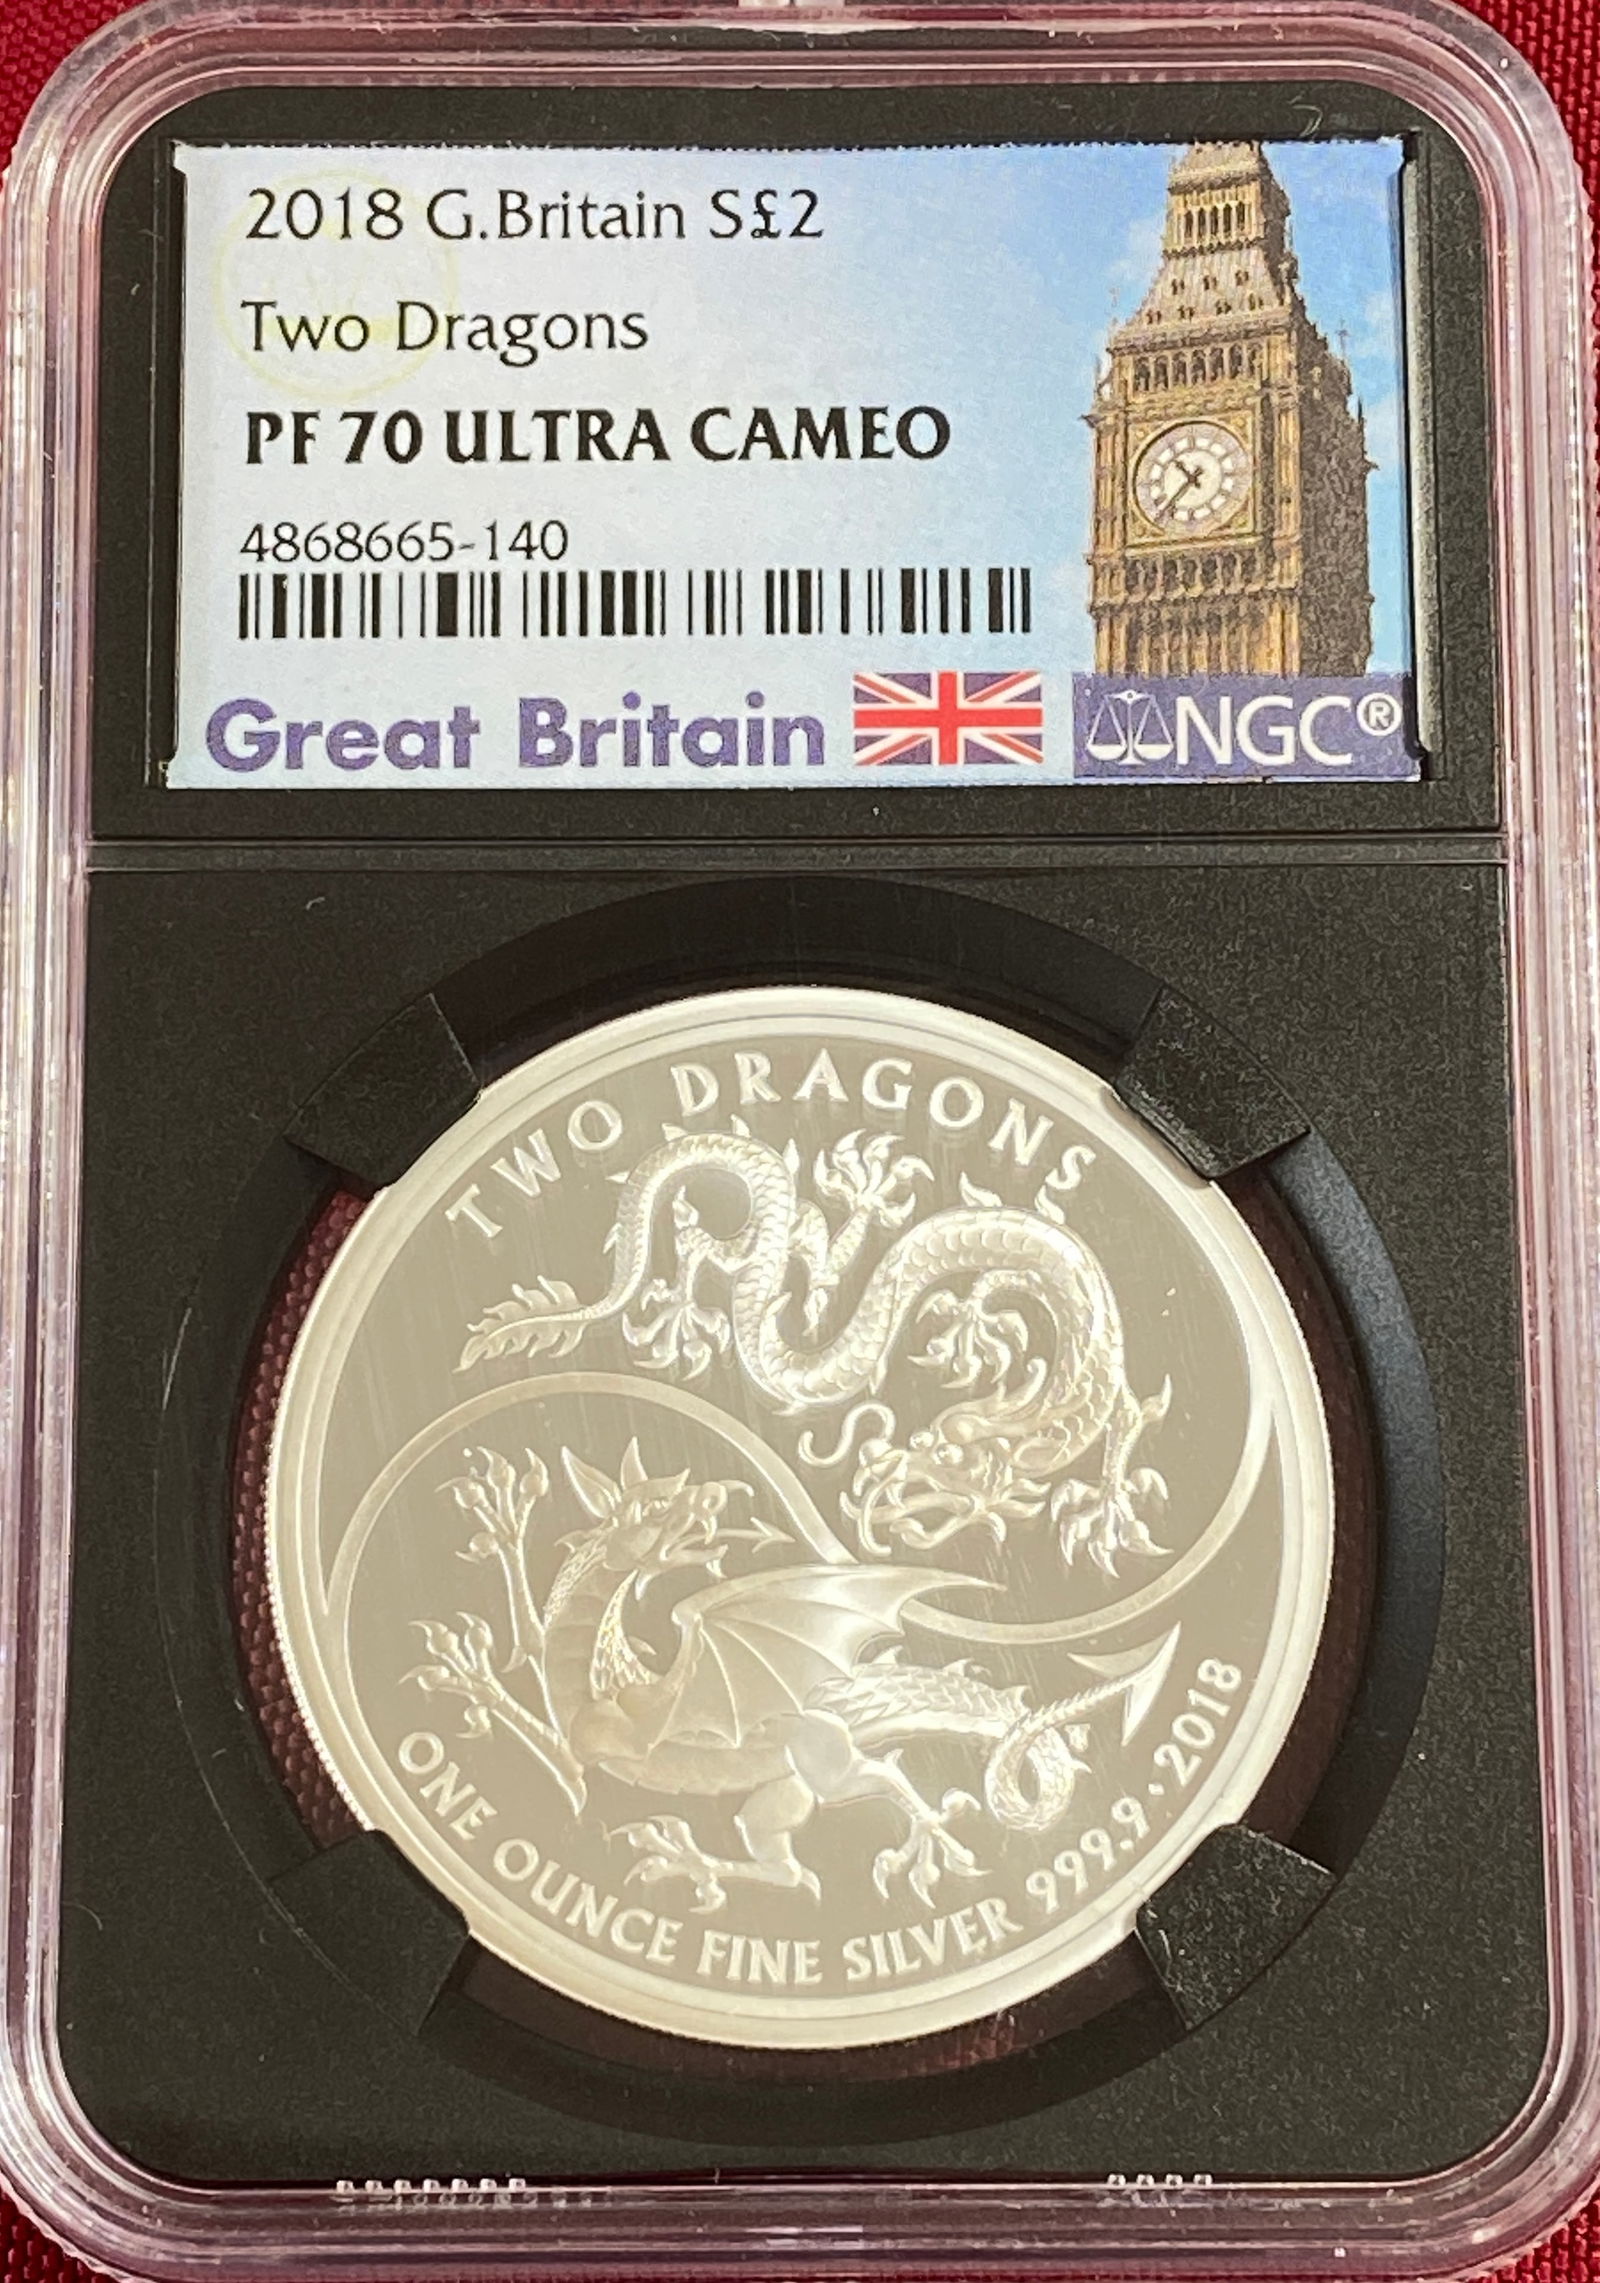 2018 G.Britain S£2
Two Dragons
PF 70 ULTRA CAMEO
4868665-140
Great Britain NGC®
TWO DRAGONS
ONE OUNCE FINE SILVER 999.9 · 2018